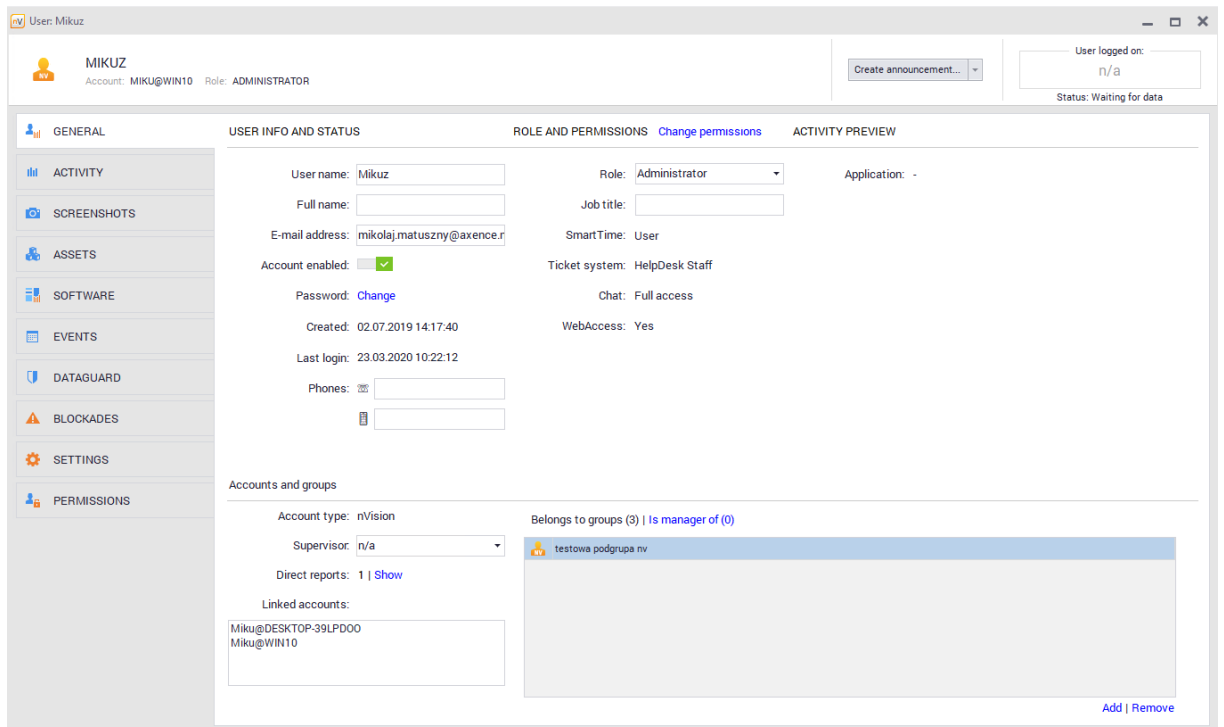 nV User: Mikuz
MIKUZ
Account: MIKU@WIN10 Role: ADMINISTRATOR
Create announcement...
User logged on:
n/a
Status: Waiting for data
GENERAL
ACTIVITY
SCREENSHOTS
ASSETS
SOFTWARE
EVENTS
DATAGUARD
BLOCKADES
SETTINGS
PERMISSIONS
USER INFO AND STATUS
User name: Mikuz
Full name:
E-mail address: mikolaj.matuszny@axence.r
Account enabled:
Password: Change
Created: 02.07.2019 14:17:40
Last login: 23.03.2020 10:22:12
Phones:
ROLE AND PERMISSIONS Change permissions
Role: Administrator
Job title:
SmartTime: User
Ticket system: HelpDesk Staff
Chat: Full access
WebAccess: Yes
ACTIVITY PREVIEW
Application: -
Accounts and groups
Account type: nVision
Supervisor: n/a
Direct reports: 1 | Show
Linked accounts:
Miku@DESKTOP-39LPDOO
Miku@WIN10
Belongs to groups (3) | Is manager of (0)
NV testowa podgrupa nv
Add | Remove